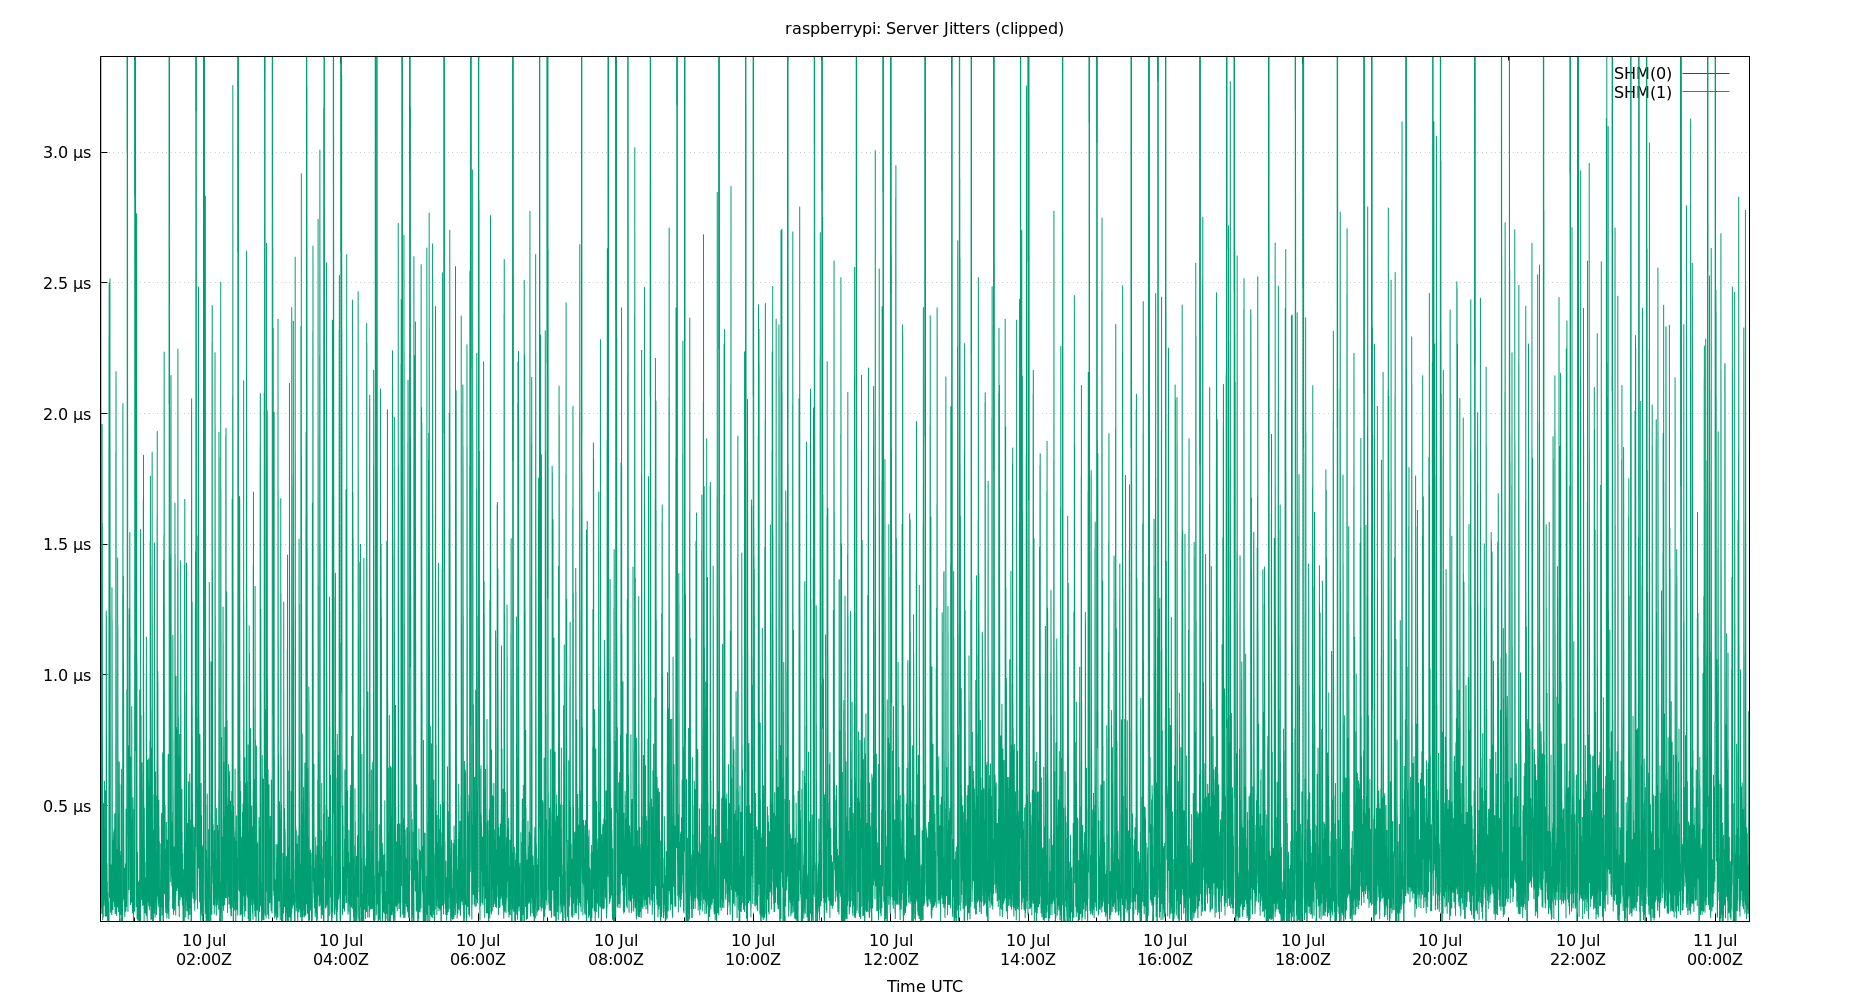 raspberrypi: Server Jitters (clipped)
SHM(0)
SHM(1)
3.0 µs
2.5 µs
2.0 µs
1.5 µs
1.0 µs
0.5 µs
10 Jul 10 Jul 10 Jul 10 Jul 10 Jul 10 Jul 10 Jul 10 Jul 10 Jul 10 Jul 10 Jul 11 Jul
02:00Z 04:00Z 06:00Z 08:00Z 10:00Z 12:00Z 14:00Z 16:00Z 18:00Z 20:00Z 22:00Z 00:00Z
Time UTC